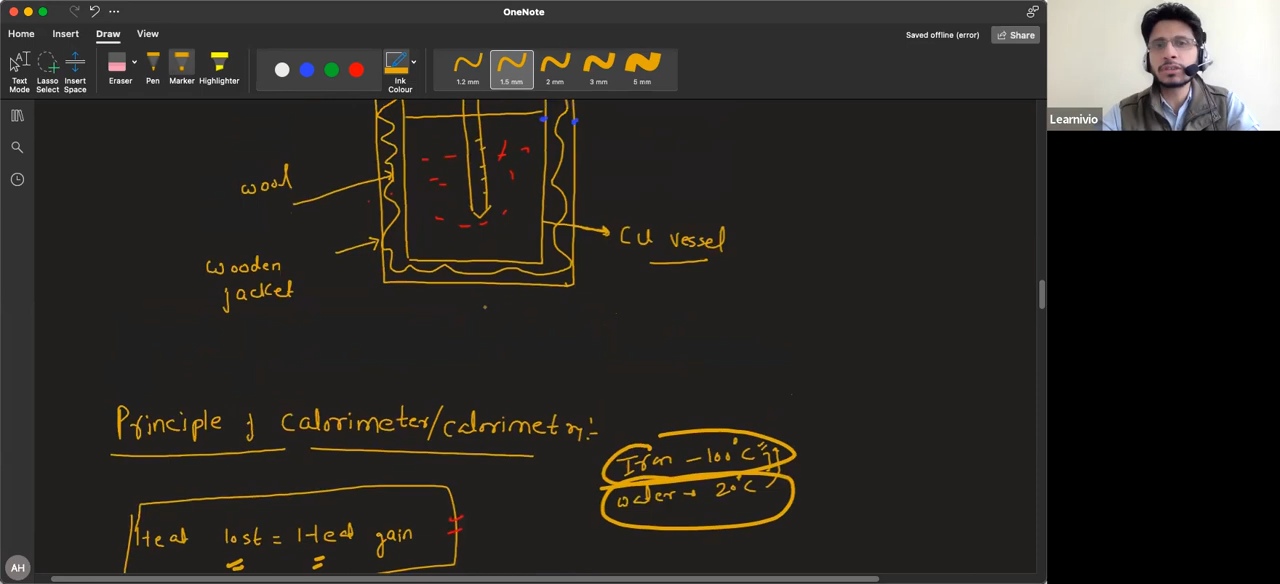 OneNote
Home Insert Draw View
Saved offline (error)
Share
Text Mode
Lasso Select
Insert Space
Eraser
Pen
Marker
Highlighter
Ink Colour
1.2 mm
1.5 mm
2 mm
3 mm
5 mm
Learnivio
wool
wooden
jacket
CU vessel
Principle of Calorimeter/calorimetry:-
Iron - 100°C
water → 20°C
Heat lost = Heat gain
AH